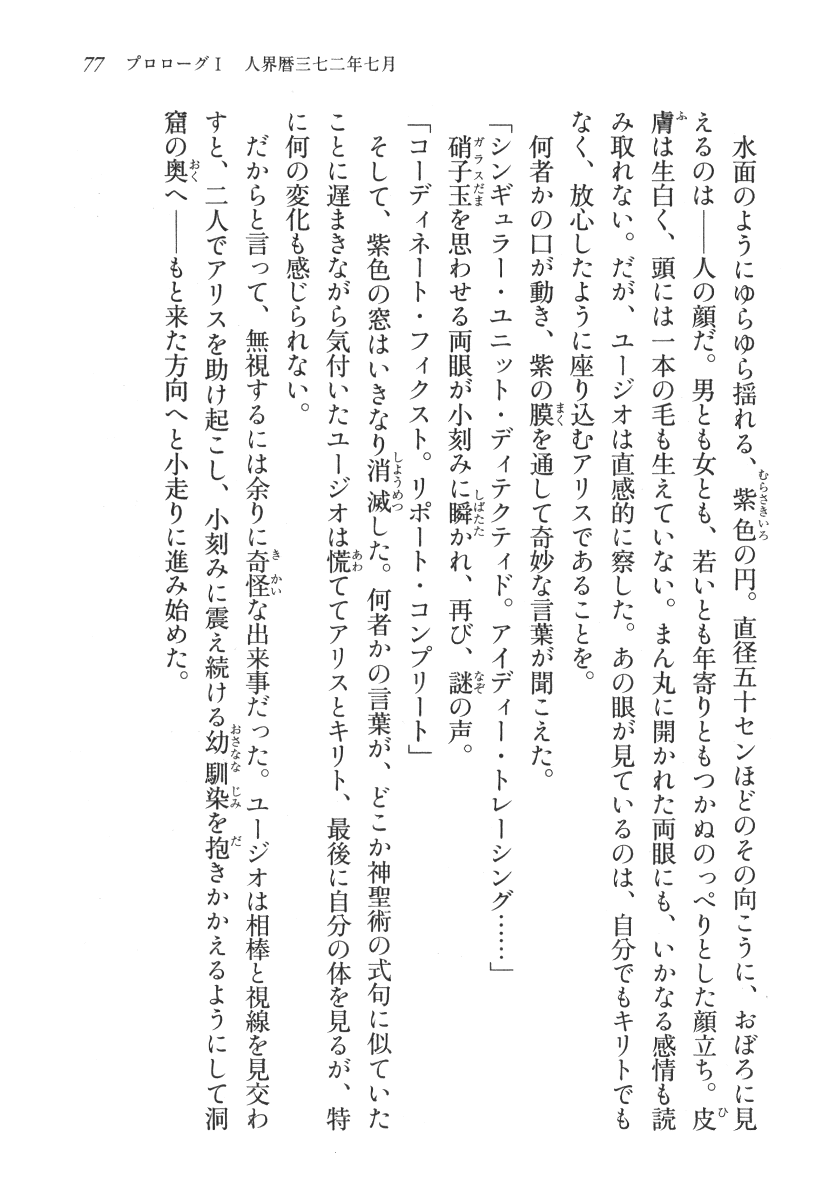 77 プロローグⅠ 人界暦三七二年七月
水面のようにゆらゆら揺れる、紫色の円。直径五十センほどのその向こうに、おぼろに見
えるのは――人の顔だ。男とも女とも、若いとも年寄りともつかぬのっぺりとした顔立ち。皮
膚は生白く、頭には一本の毛も生えていない。まん丸に開かれた両眼にも、いかなる感情も読
み取れない。だが、ユージオは直感的に察した。あの眼が見ているのは、自分でもキリトでも
なく、放心したように座り込むアリスであることを。
何者かの口が動き、紫の膜を通して奇妙な言葉が聞こえた。
「シンギュラー・ユニット・ディテクティド。アイディー・トレーシング……」
硝子玉を思わせる両眼が小刻みに瞬かれ、再び、謎の声。
「コーディネート・フィクスト。リポート・コンプリート」
そして、紫色の窓はいきなり消滅した。何者かの言葉が、どこか神聖術の式句に似ていた
ことに遅まきながら気付いたユージオは慌ててアリスとキリト、最後に自分の体を見るが、特
に何の変化も感じられない。
だからと言って、無視するには余りに奇怪な出来事だった。ユージオは相棒と視線を見交わ
すと、二人でアリスを助け起こし、小刻みに震え続ける幼馴染を抱きかかえるようにして洞
窟の奥へ――もと来た方向へと小走りに進み始めた。